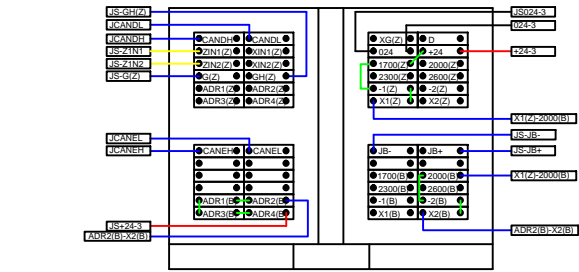 JS-GH(Z)
JCANDL
JCANDH
JS-Z1N1
JS-Z1N2
JS-G(Z)
CANDH CANDL
ZIN1(Z) XIN1(Z)
ZIN2(Z) XIN2(Z)
G(Z) GH(Z)
ADR1(Z) ADR2(Z)
ADR3(Z) ADR4(Z)
XG(Z) D
024 +24
1700(Z) 2000(Z)
2300(Z) 2600(Z)
-1(Z) -2(Z)
X1(Z) X2(Z)
JS024-3
024-3
+24-3
X1(Z)-2000(B)
JCANEL
JCANEH
CANEH CANEL
ADR1(B) ADR2(B)
ADR3(B) ADR4(B)
JS+24-3
ADR2(B)-X2(B)
JB- JB+
1700(B) 2000(B)
2300(B) 2600(B)
-1(B) -2(B)
X1(B) X2(B)
JS-JB-
JS-JB+
X1(Z)-2000(B)
ADR2(B)-X2(B)